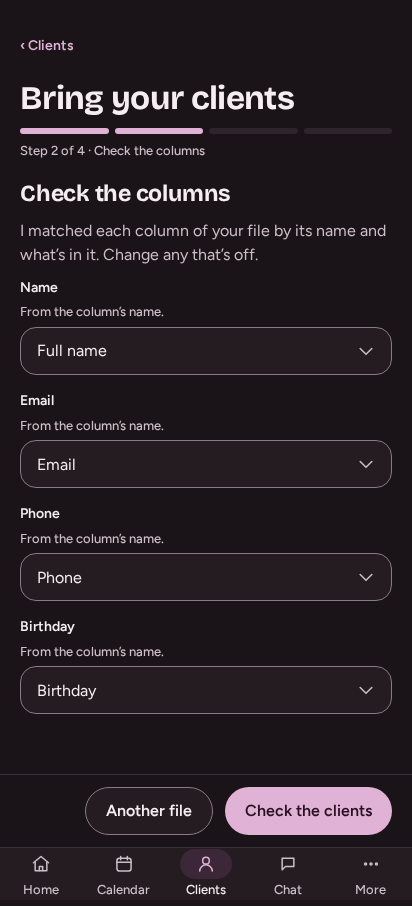 ‹ Clients
Bring your clients
Step 2 of 4 · Check the columns
Check the columns
I matched each column of your file by its name and
what’s in it. Change any that’s off.
Name
From the column’s name.
Full name
Email
From the column’s name.
Email
Phone
From the column’s name.
Phone
Birthday
From the column’s name.
Birthday
Another file
Check the clients
Home
Calendar
Clients
Chat
More